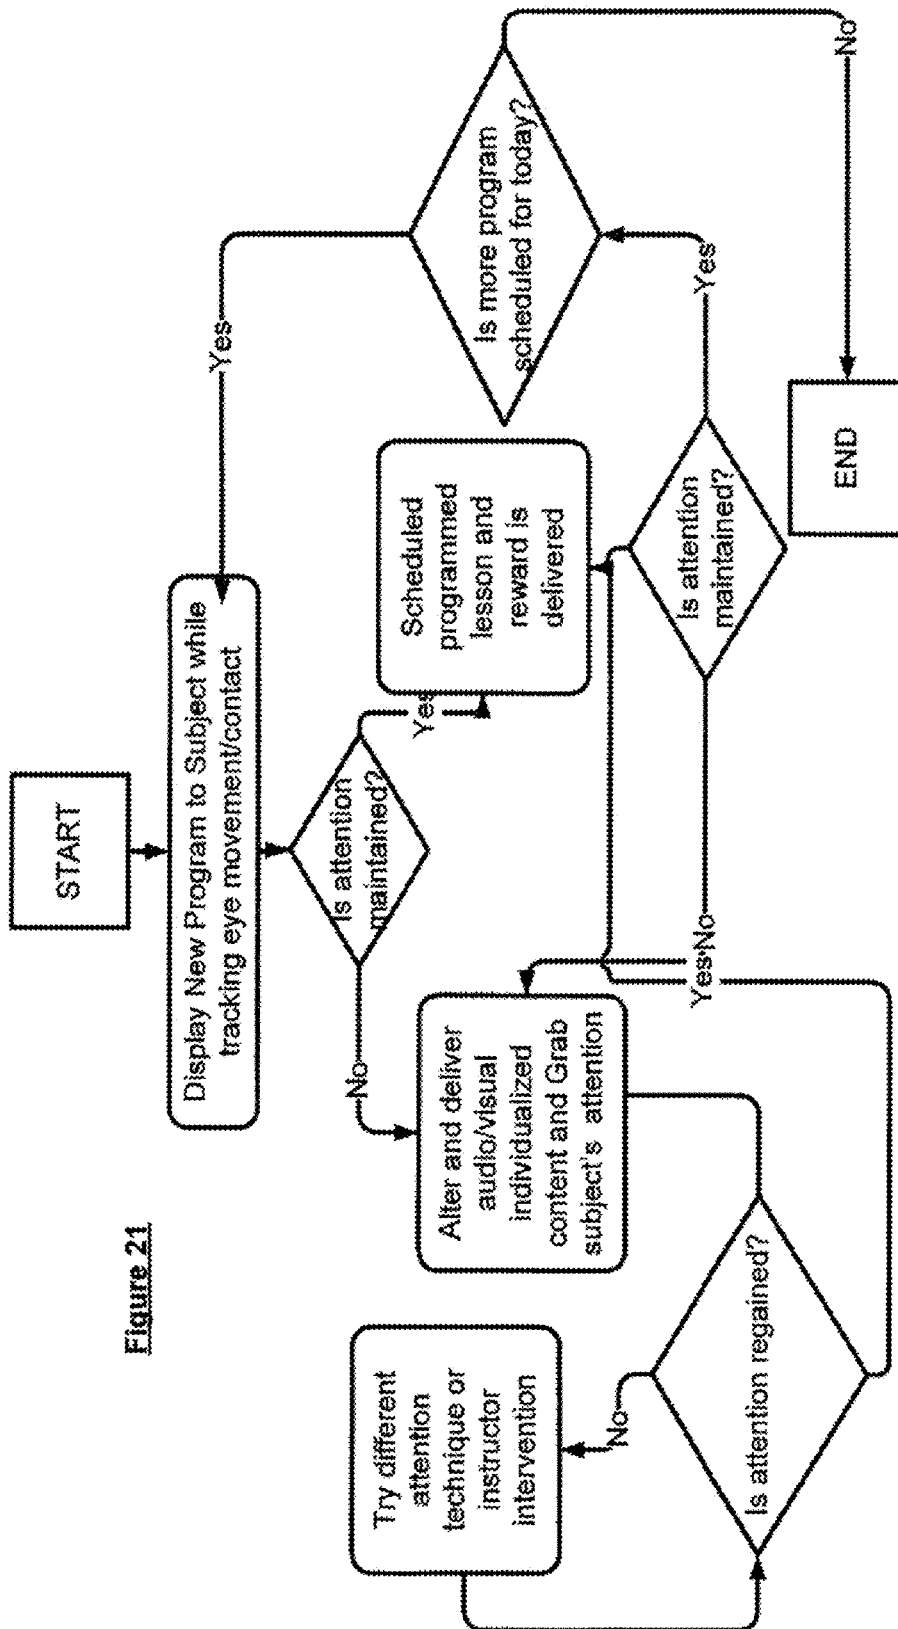 Figure 21
START
Display New Program to Subject while
tracking eye movement/contact
Is attention
maintained?
No
Yes
Alter and deliver
audio/visual
individualized
content and Grab
subject's attention
Scheduled
programmed
lesson and
reward is
delivered
Is more program
scheduled for today?
Yes
No
Try different
attention
technique or
instructor
intervention
No
Is attention regained?
Yes
No
Is attention
maintained?
Yes
END